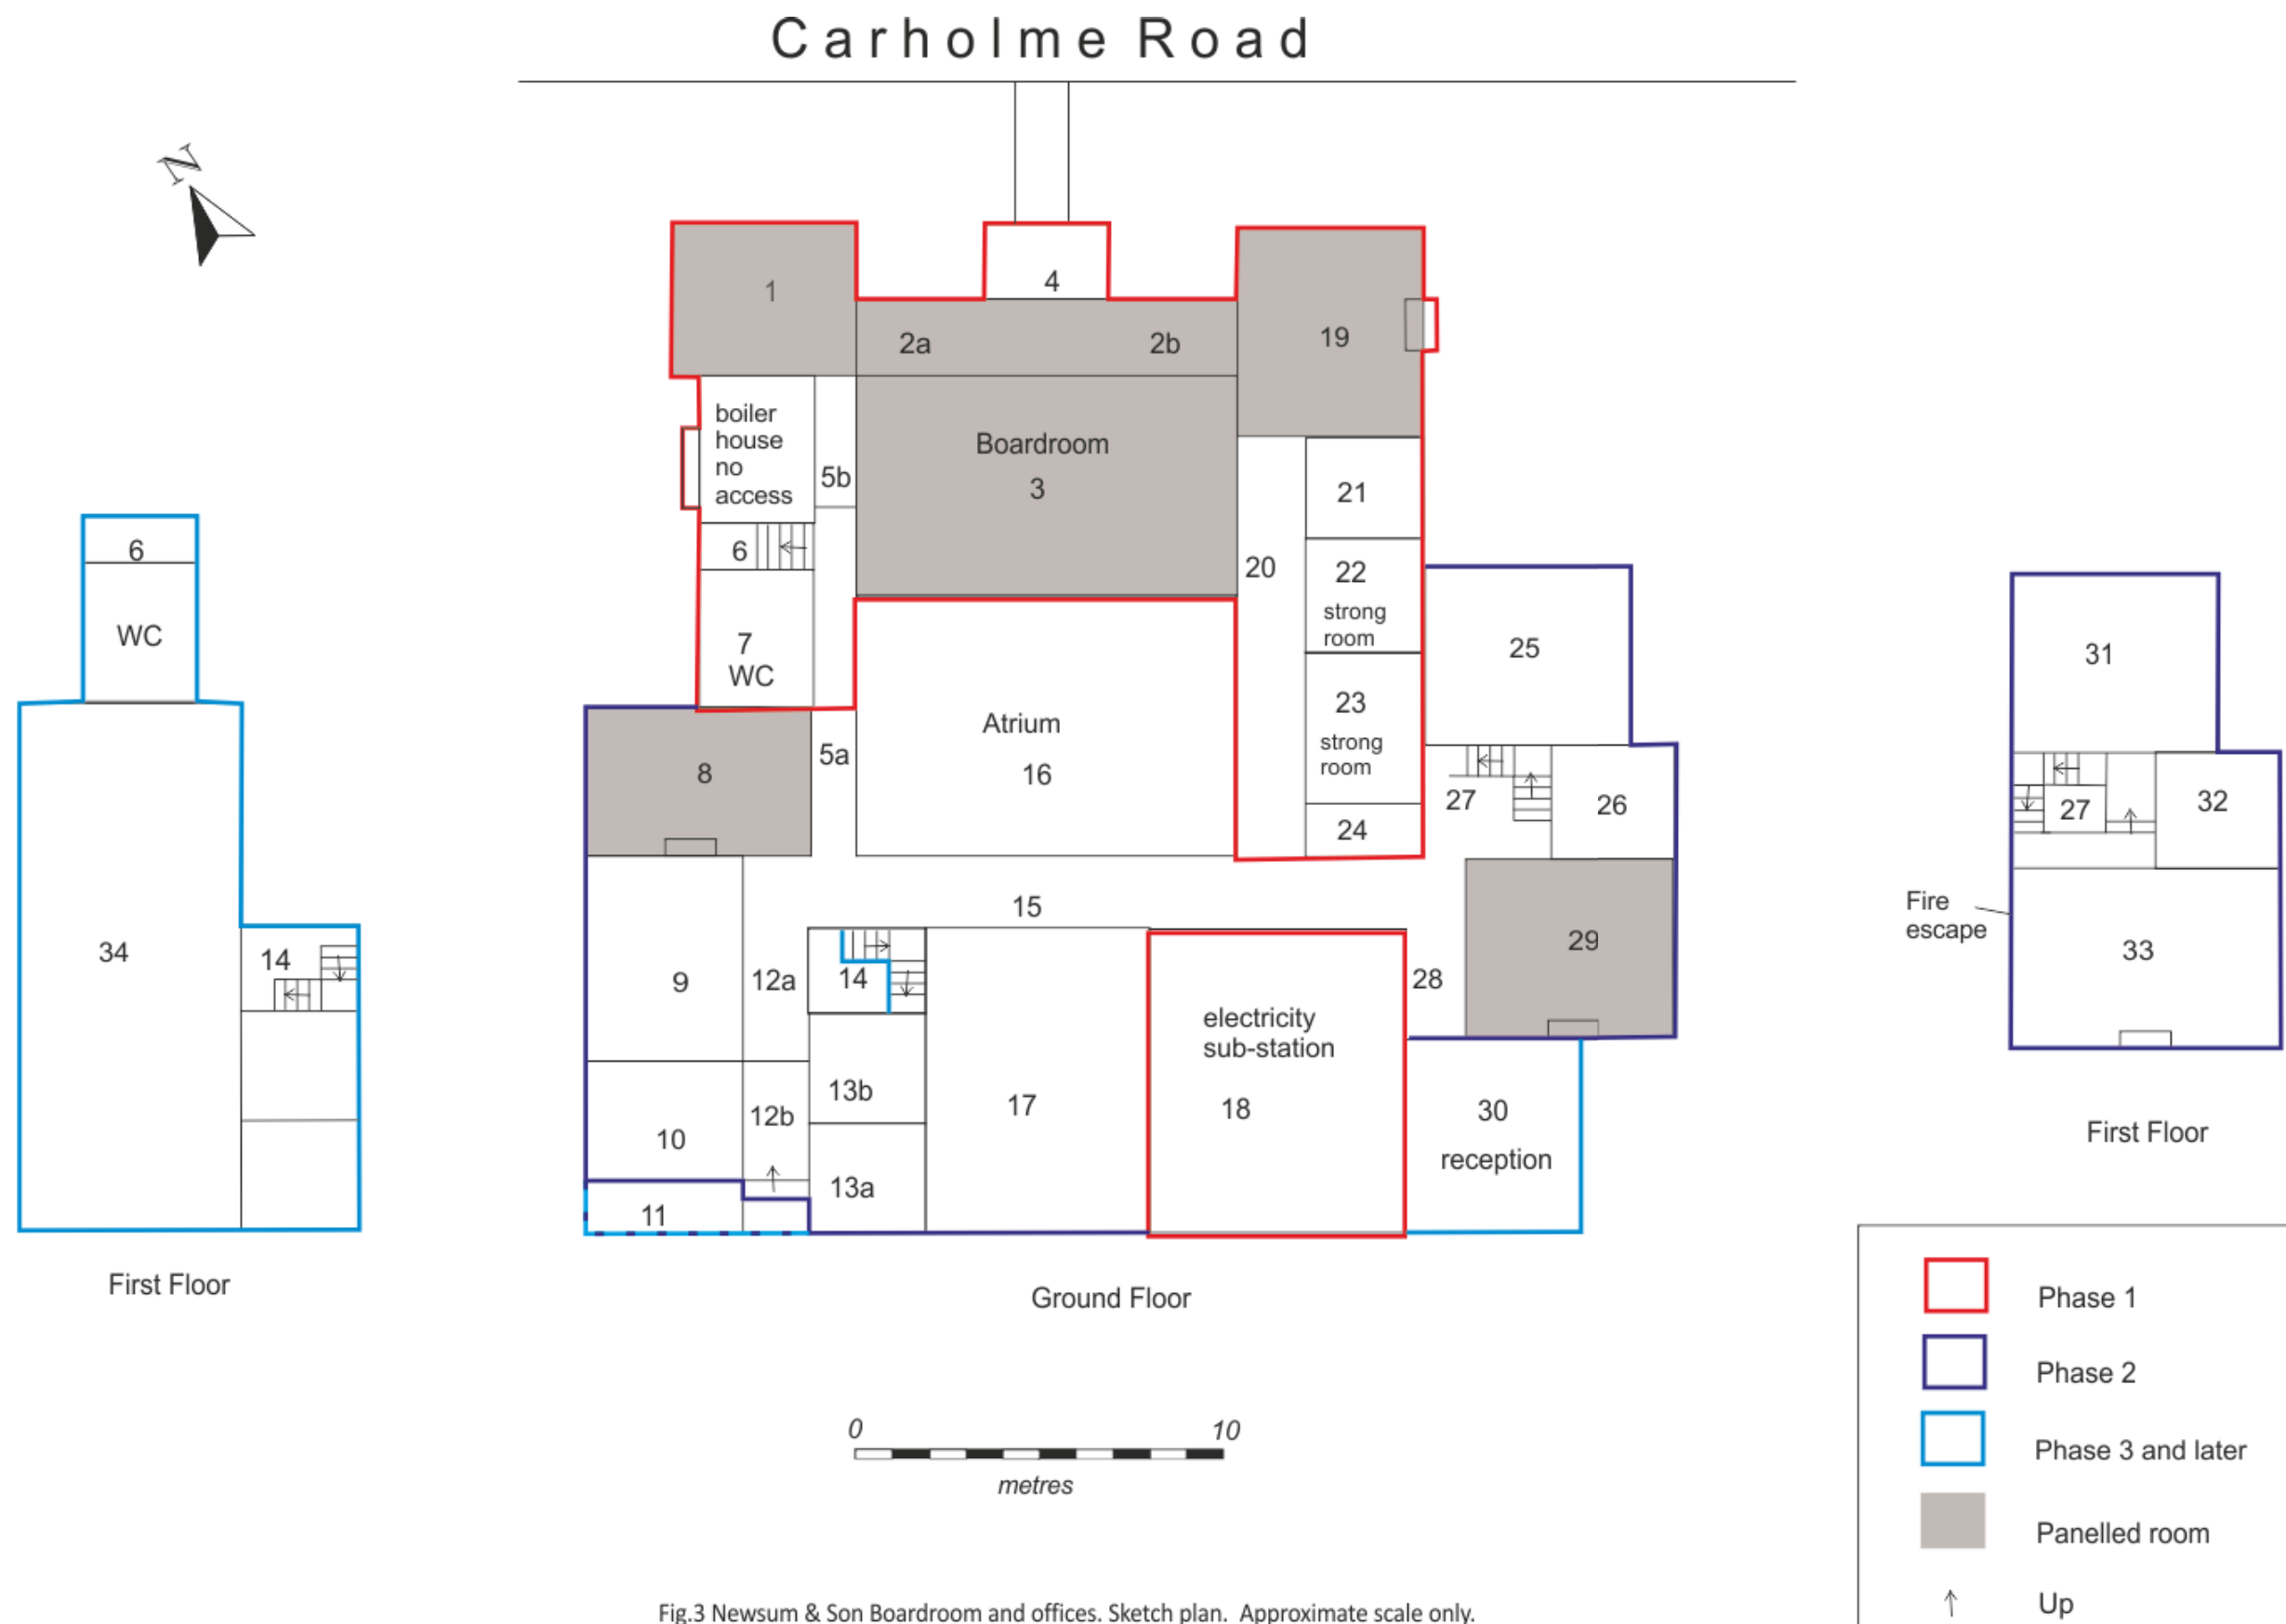 Carholme Road
N
1
4
2a
2b
19
boiler
house
no
access
5b
Boardroom
3
21
6
20
22
strong
room
7
WC
23
strong
room
25
8
5a
Atrium
16
24
27
26
15
9
12a
14
28
29
electricity
sub-station
18
10
12b
13b
17
30
reception
11
13a
Ground Floor
6
WC
34
14
First Floor
31
27
32
Fire
escape
33
First Floor
0
10
metres
Phase 1
Phase 2
Phase 3 and later
Panelled room
Up
Fig.3 Newsum & Son Boardroom and offices. Sketch plan. Approximate scale only.